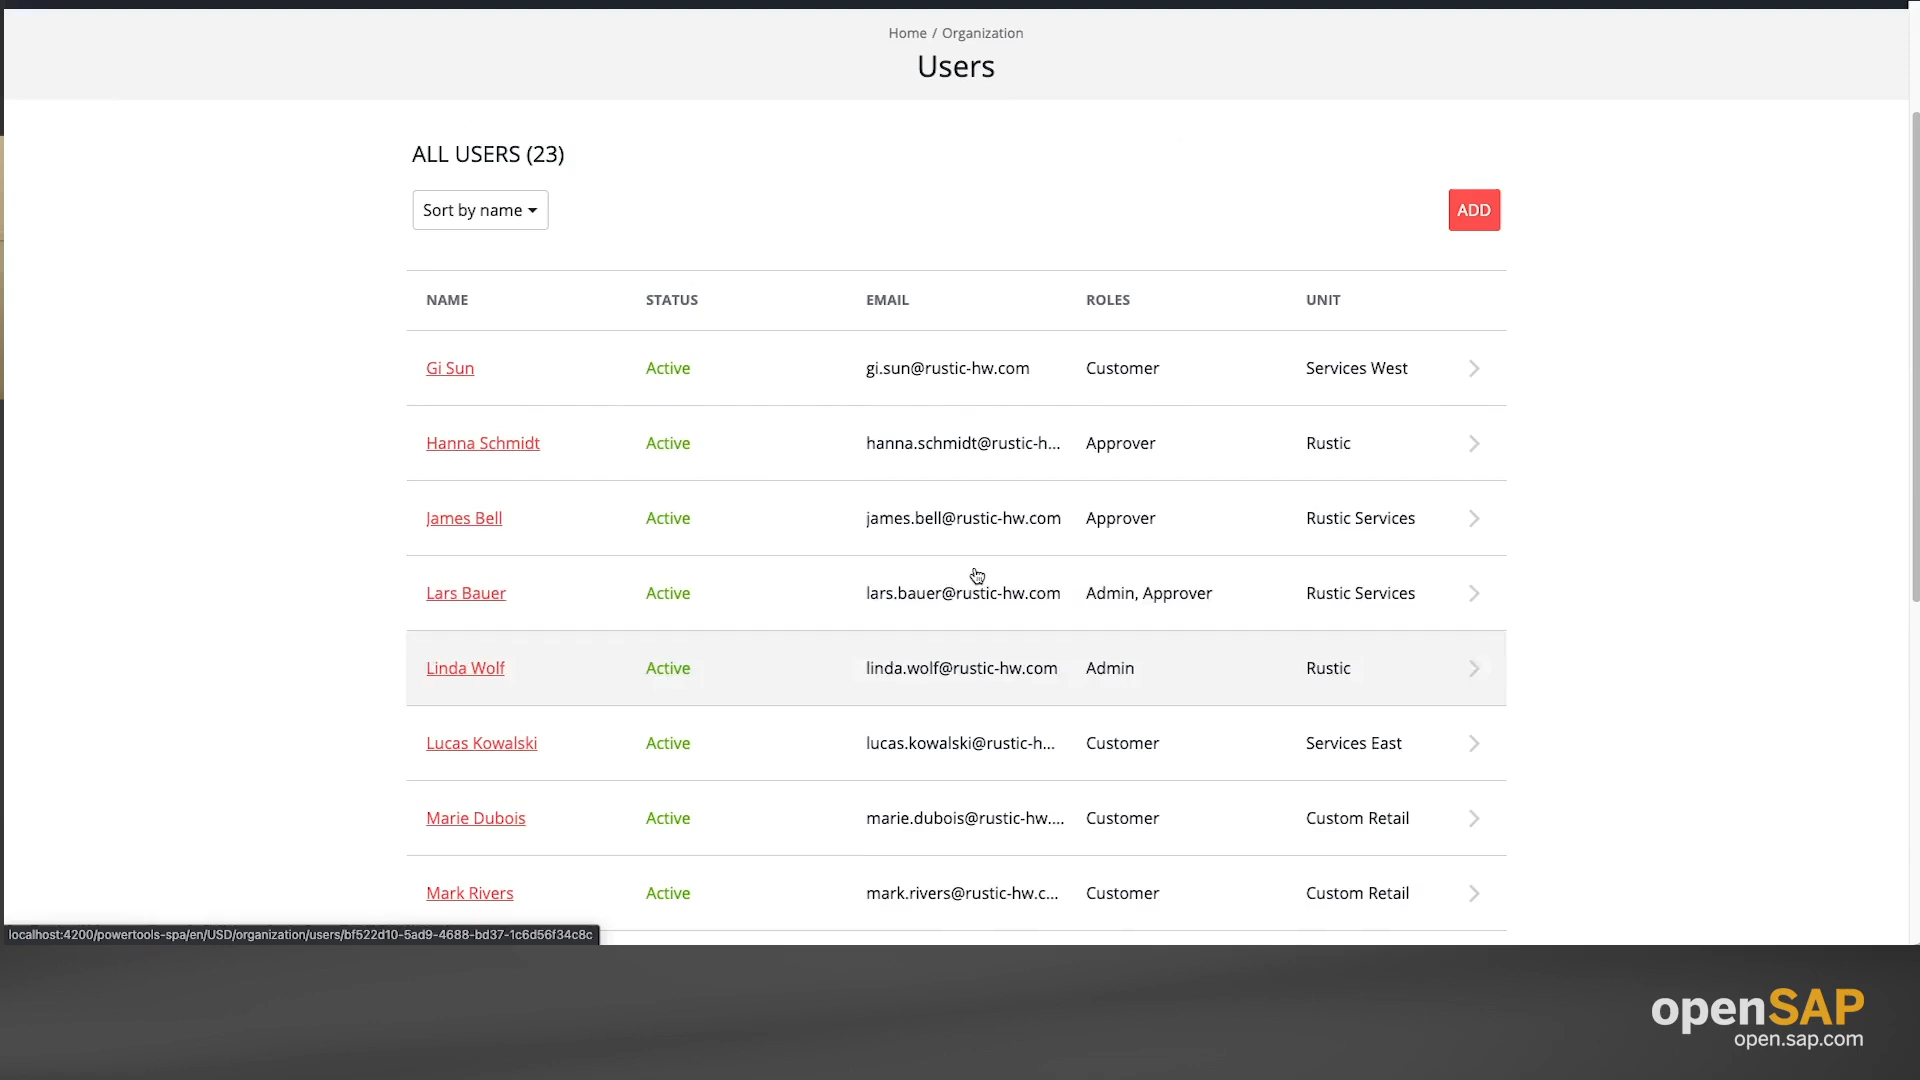 Home / Organization
Users
ALL USERS (23)
Sort by name
ADD
NAME STATUS EMAIL ROLES UNIT
Gi Sun Active gi.sun@rustic-hw.com Customer Services West
Hanna Schmidt Active hanna.schmidt@rustic-h... Approver Rustic
James Bell Active james.bell@rustic-hw.com Approver Rustic Services
Lars Bauer Active lars.bauer@rustic-hw.com Admin, Approver Rustic Services
Linda Wolf Active linda.wolf@rustic-hw.com Admin Rustic
Lucas Kowalski Active lucas.kowalski@rustic-h... Customer Services East
Marie Dubois Active marie.dubois@rustic-hw.... Customer Custom Retail
Mark Rivers Active mark.rivers@rustic-hw.c... Customer Custom Retail
localhost:4200/powertools-spa/en/USD/organization/users/bf522d10-5ad9-4688-bd37-1c6d56f34c8c
openSAP
open.sap.com